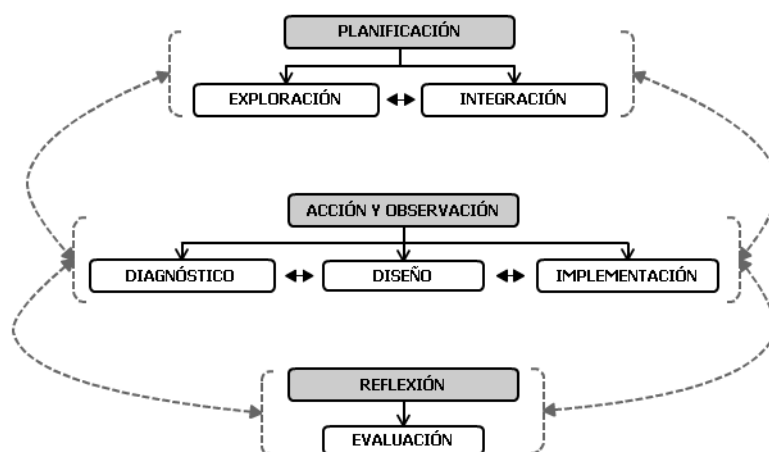 PLANIFICACIÓN
EXPLORACIÓN
INTEGRACIÓN
ACCIÓN Y OBSERVACIÓN
DIAGNÓSTICO
DISEÑO
IMPLEMENTACIÓN
REFLEXIÓN
EVALUACIÓN